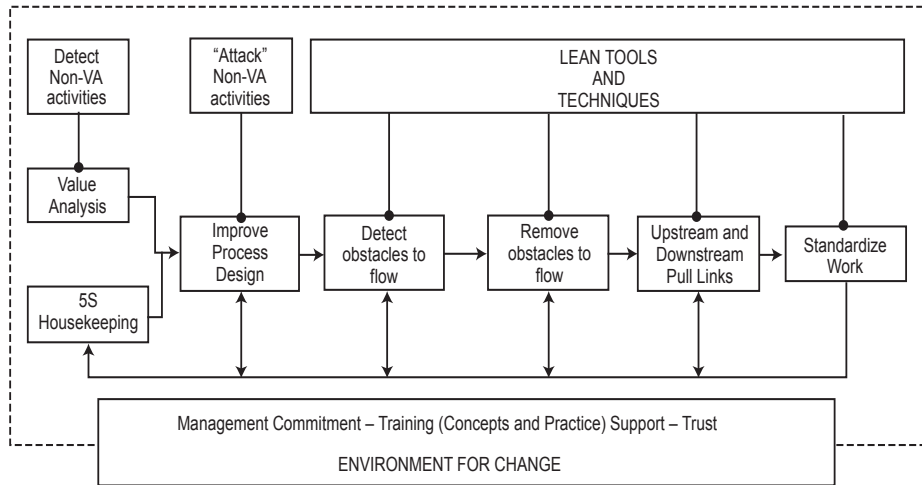 Detect
Non-VA
activities
“Attack”
Non-VA
activities
LEAN TOOLS
AND
TECHNIQUES
Value
Analysis
Improve
Process
Design
Detect
obstacles to
flow
Remove
obstacles to
flow
Upstream and
Downstream
Pull Links
Standardize
Work
5S
Housekeeping
Management Commitment – Training (Concepts and Practice) Support – Trust
ENVIRONMENT FOR CHANGE